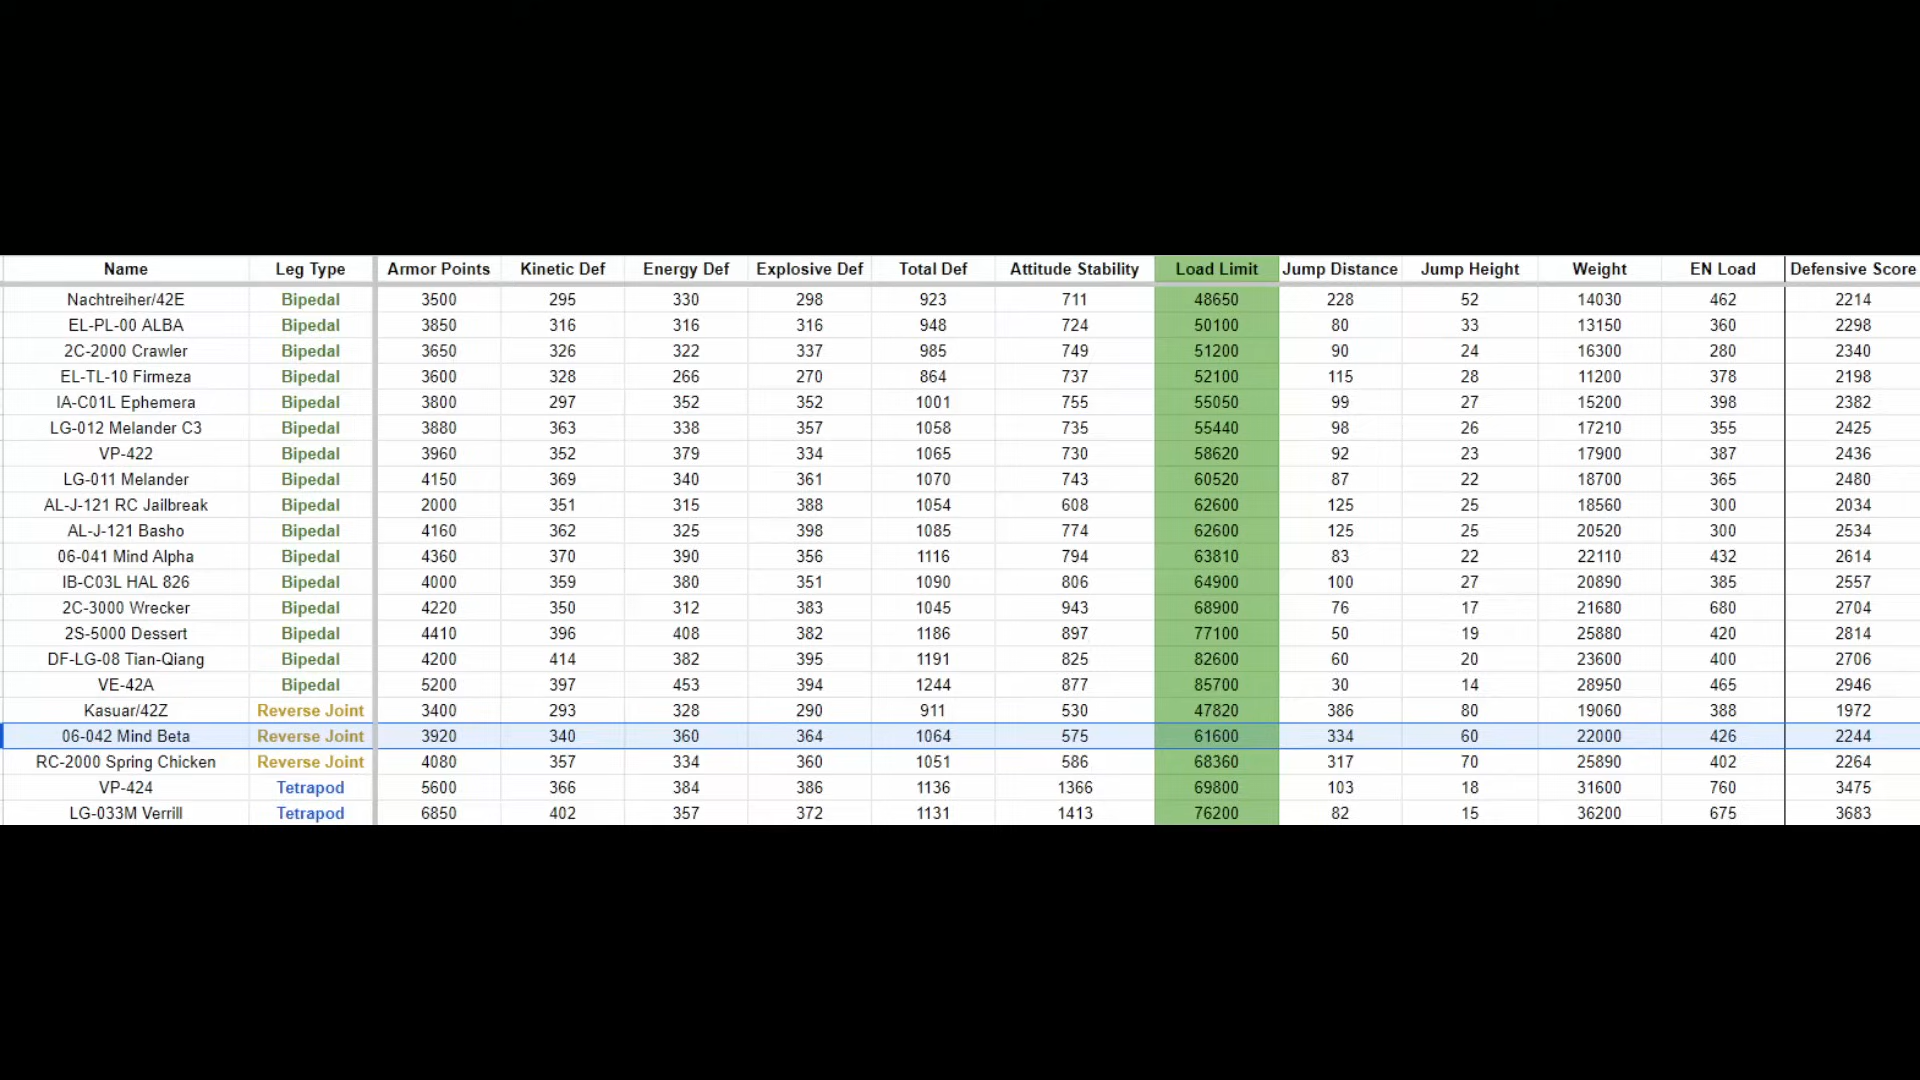 Name Leg Type Armor Points Kinetic Def Energy Def Explosive Def Total Def Attitude Stability Load Limit Jump Distance Jump Height Weight EN Load Defensive Score
Nachtreiher/42E Bipedal 3500 295 330 298 923 711 48650 228 52 14030 462 2214
EL-PL-00 ALBA Bipedal 3850 316 316 316 948 724 50100 80 33 13150 360 2298
2C-2000 Crawler Bipedal 3650 326 322 337 985 749 51200 90 24 16300 280 2340
EL-TL-10 Firmeza Bipedal 3600 328 266 270 864 737 52100 115 28 11200 378 2198
IA-C01L Ephemera Bipedal 3800 297 352 352 1001 755 55050 99 27 15200 398 2382
LG-012 Melander C3 Bipedal 3880 363 338 357 1058 735 55440 98 26 17210 355 2425
VP-422 Bipedal 3960 352 379 334 1065 730 58620 92 23 17900 387 2436
LG-011 Melander Bipedal 4150 369 340 361 1070 743 60520 87 22 18700 365 2480
AL-J-121 RC Jailbreak Bipedal 2000 351 315 388 1054 608 62600 125 25 18560 300 2034
AL-J-121 Basho Bipedal 4160 362 325 398 1085 774 62600 125 25 20520 300 2534
06-041 Mind Alpha Bipedal 4360 370 390 356 1116 794 63810 83 22 22110 432 2614
IB-C03L HAL 826 Bipedal 4000 359 380 351 1090 806 64900 100 27 20890 385 2557
2C-3000 Wrecker Bipedal 4220 350 312 383 1045 943 68900 76 17 21680 680 2704
2S-5000 Dessert Bipedal 4410 396 408 382 1186 897 77100 50 19 25880 420 2814
DF-LG-08 Tian-Qiang Bipedal 4200 414 382 395 1191 825 82600 60 20 23600 400 2706
VE-42A Bipedal 5200 397 453 394 1244 877 85700 30 14 28950 465 2946
Kasuar/42Z Reverse Joint 3400 293 328 290 911 530 47820 386 80 19060 388 1972
06-042 Mind Beta Reverse Joint 3920 340 360 364 1064 575 61600 334 60 22000 426 2244
RC-2000 Spring Chicken Reverse Joint 4080 357 334 360 1051 586 68360 317 70 25890 402 2264
VP-424 Tetrapod 5600 366 384 386 1136 1366 69800 103 18 31600 760 3475
LG-033M Verrill Tetrapod 6850 402 357 372 1131 1413 76200 82 15 36200 675 3683